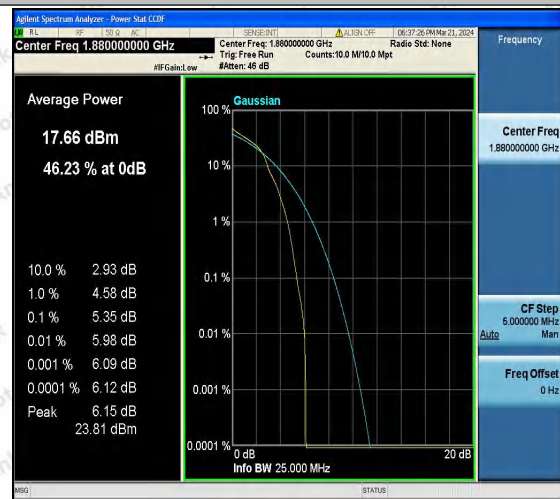 Agilent Spectrum Analyzer - Power Stat CCDF
RL RF 50 Ω AC SENSE:INT ALIGN OFF 06:37:26 PM Mar 21, 2024
Center Freq 1.880000000 GHz
Center Freq: 1.880000000 GHz Radio Std: None
Trig: Free Run Counts:10.0 M/10.0 Mpt
#IFGain:Low #Atten: 46 dB
Frequency
Average Power
17.66 dBm
46.23 % at 0dB
10.0 % 2.93 dB
1.0 % 4.58 dB
0.1 % 5.35 dB
0.01 % 5.98 dB
0.001 % 6.09 dB
0.0001 % 6.12 dB
Peak 6.15 dB
23.81 dBm
Gaussian
100 %
10 %
1 %
0.1 %
0.01 %
0.001 %
0.0001 %
0 dB 20 dB
Info BW 25.000 MHz
Center Freq
1.880000000 GHz
CF Step
5.000000 MHz
Auto Man
Freq Offset
0 Hz
MSG STATUS